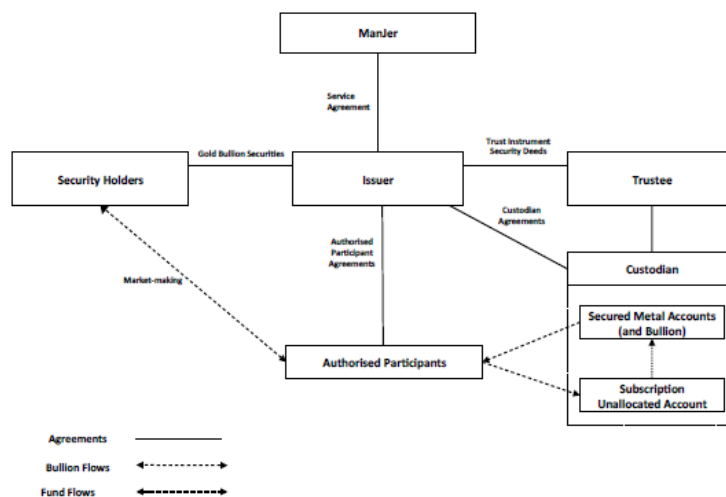 ManJer
Service
Agreement
Gold Bullion Securities
Trust Instrument
Security Deeds
Security Holders
Issuer
Trustee
Custodian
Agreements
Authorised
Participant
Agreements
Custodian
Market-making
Secured Metal Accounts
(and Bullion)
Authorised Participants
Subscription
Unallocated Account
Agreements
Bullion Flows
Fund Flows